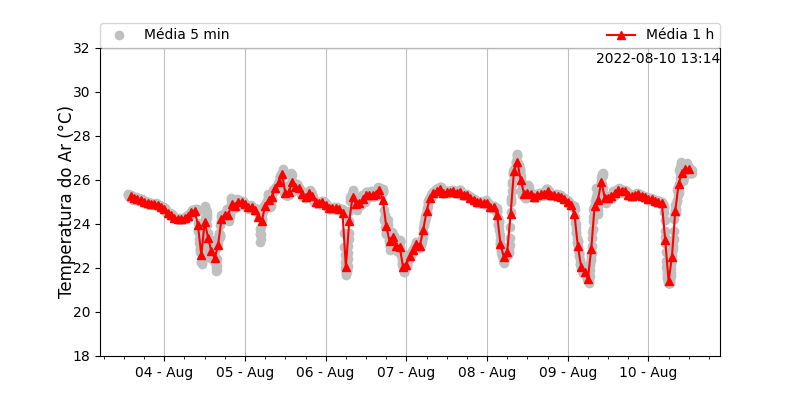 Média 5 min
Média 1 h
2022-08-10 13:14
Temperatura do Ar (°C)
32
30
28
26
24
22
20
18
04 - Aug
05 - Aug
06 - Aug
07 - Aug
08 - Aug
09 - Aug
10 - Aug